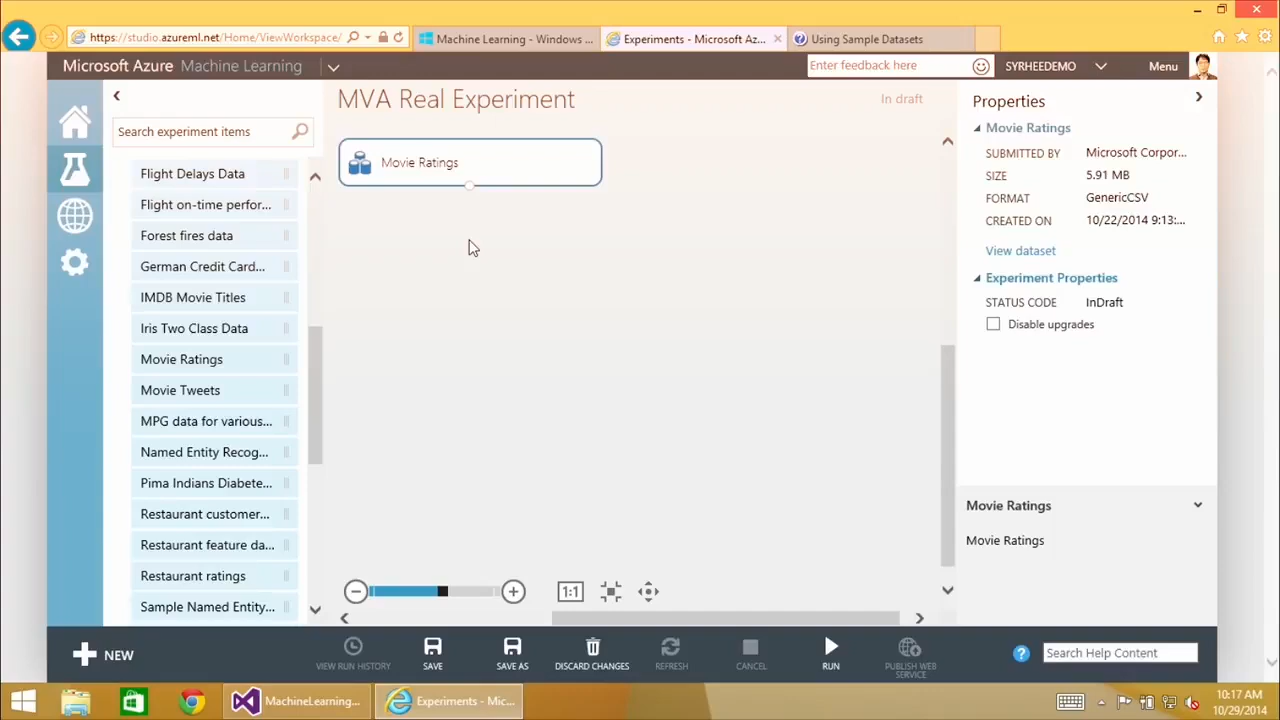 https://studio.azureml.net/Home/ViewWorkspace/
Machine Learning - Windows ...
Experiments - Microsoft Az...
Using Sample Datasets
Microsoft Azure Machine Learning
Enter feedback here
SYRHEEDEMO
Menu
Search experiment items
Flight Delays Data
Flight on-time perfor...
Forest fires data
German Credit Card...
IMDB Movie Titles
Iris Two Class Data
Movie Ratings
Movie Tweets
MPG data for various...
Named Entity Recog...
Pima Indians Diabete...
Restaurant customer...
Restaurant feature da...
Restaurant ratings
Sample Named Entity...
MVA Real Experiment
In draft
Movie Ratings
1:1
Properties
Movie Ratings
SUBMITTED BY Microsoft Corpor...
SIZE 5.91 MB
FORMAT GenericCSV
CREATED ON 10/22/2014 9:13:...
View dataset
Experiment Properties
STATUS CODE InDraft
Disable upgrades
Movie Ratings
Movie Ratings
NEW
VIEW RUN HISTORY
SAVE
SAVE AS
DISCARD CHANGES
REFRESH
CANCEL
RUN
PUBLISH WEB
SERVICE
Search Help Content
MachineLearning...
Experiments - Mic...
10:17 AM
10/29/2014